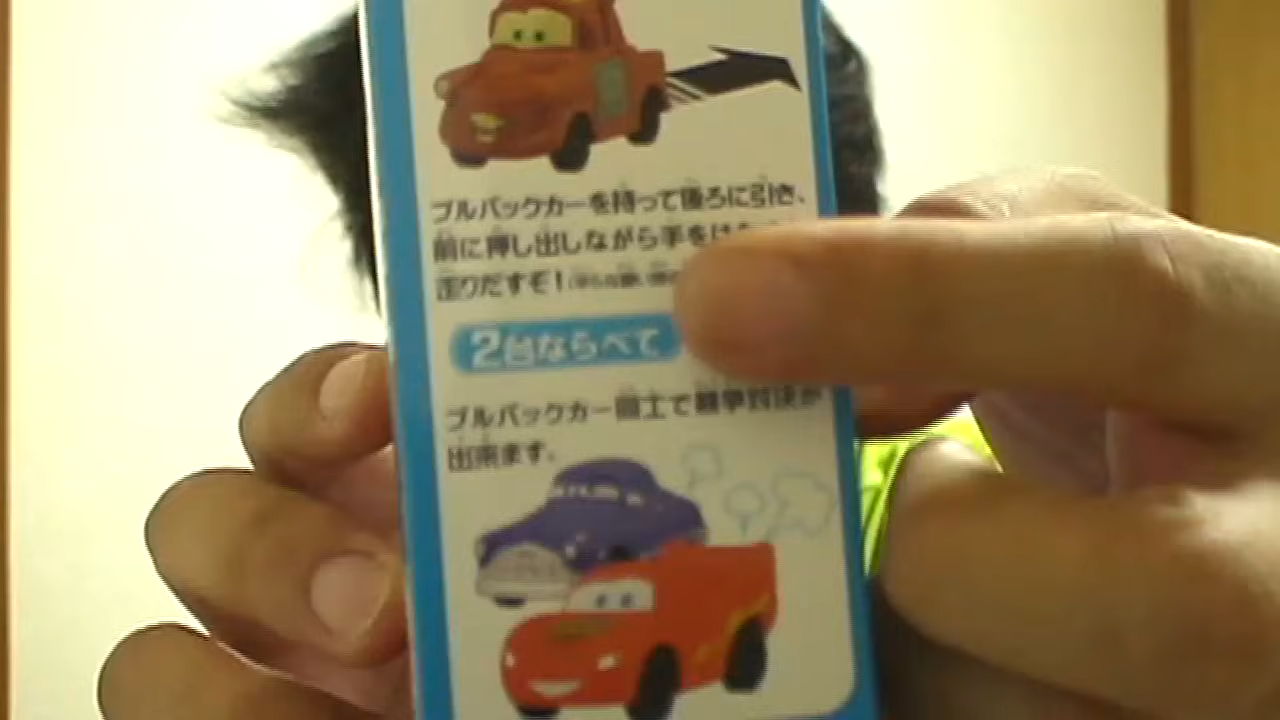 プルバックカーを持って後ろに引き、
前に押し出しながら手をはな
走りだすぞ!
2台ならべて
プルバックカー同士で競争対決が
出来ます。